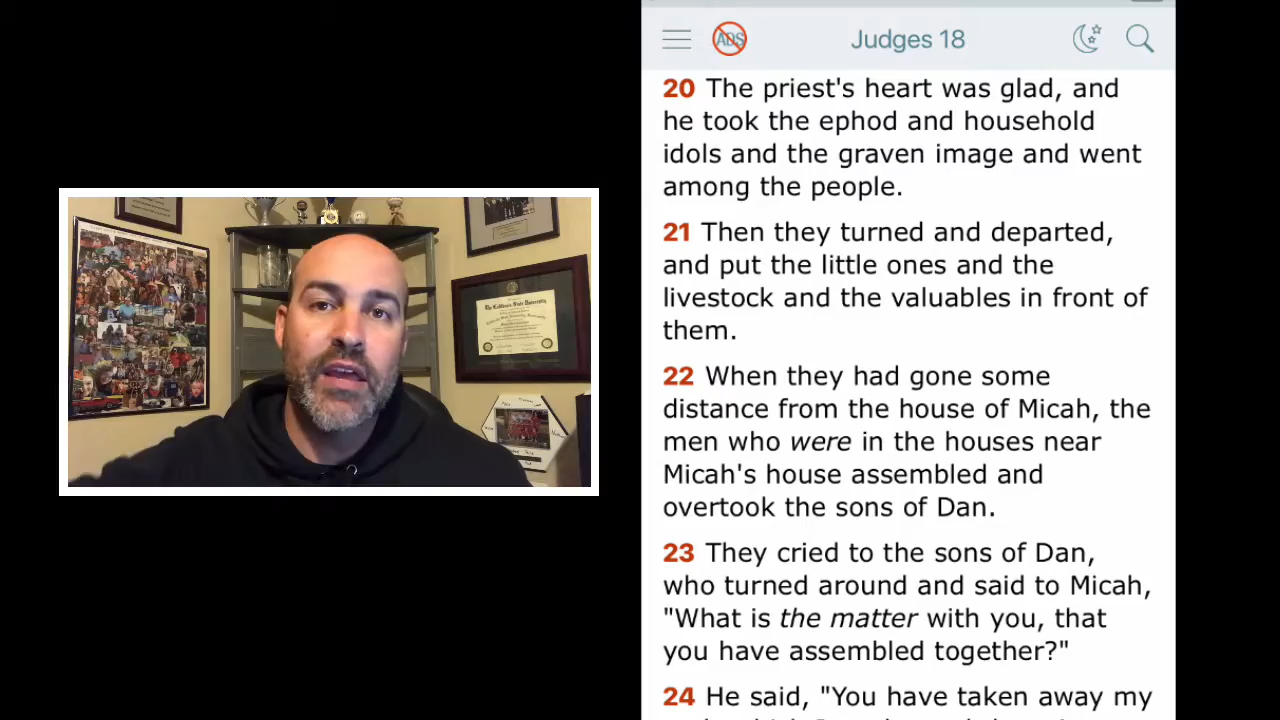 The California State University
ADS
Judges 18
20 The priest's heart was glad, and
he took the ephod and household
idols and the graven image and went
among the people.
21 Then they turned and departed,
and put the little ones and the
livestock and the valuables in front of
them.
22 When they had gone some
distance from the house of Micah, the
men who were in the houses near
Micah's house assembled and
overtook the sons of Dan.
23 They cried to the sons of Dan,
who turned around and said to Micah,
"What is the matter with you, that
you have assembled together?"
24 He said, "You have taken away my